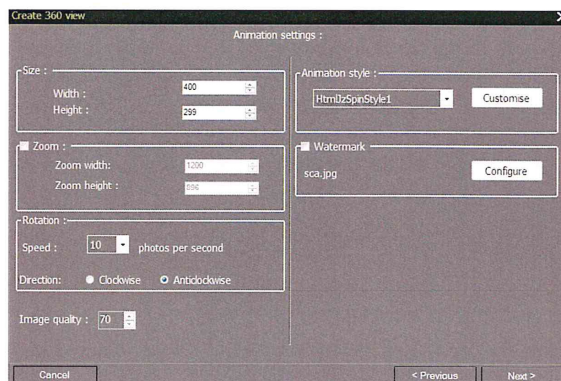 Create 360 view
Animation settings :
Size :
Width :
400
Height :
299
Zoom :
Zoom width:
1200
Zoom height :
896
Rotation :
Speed :
10
photos per second
Direction:
Clockwise
Anticlockwise
Image quality :
70
Animation style :
Customise
Watermark
sca.jpg
Configure
Cancel
< Previous
Next >